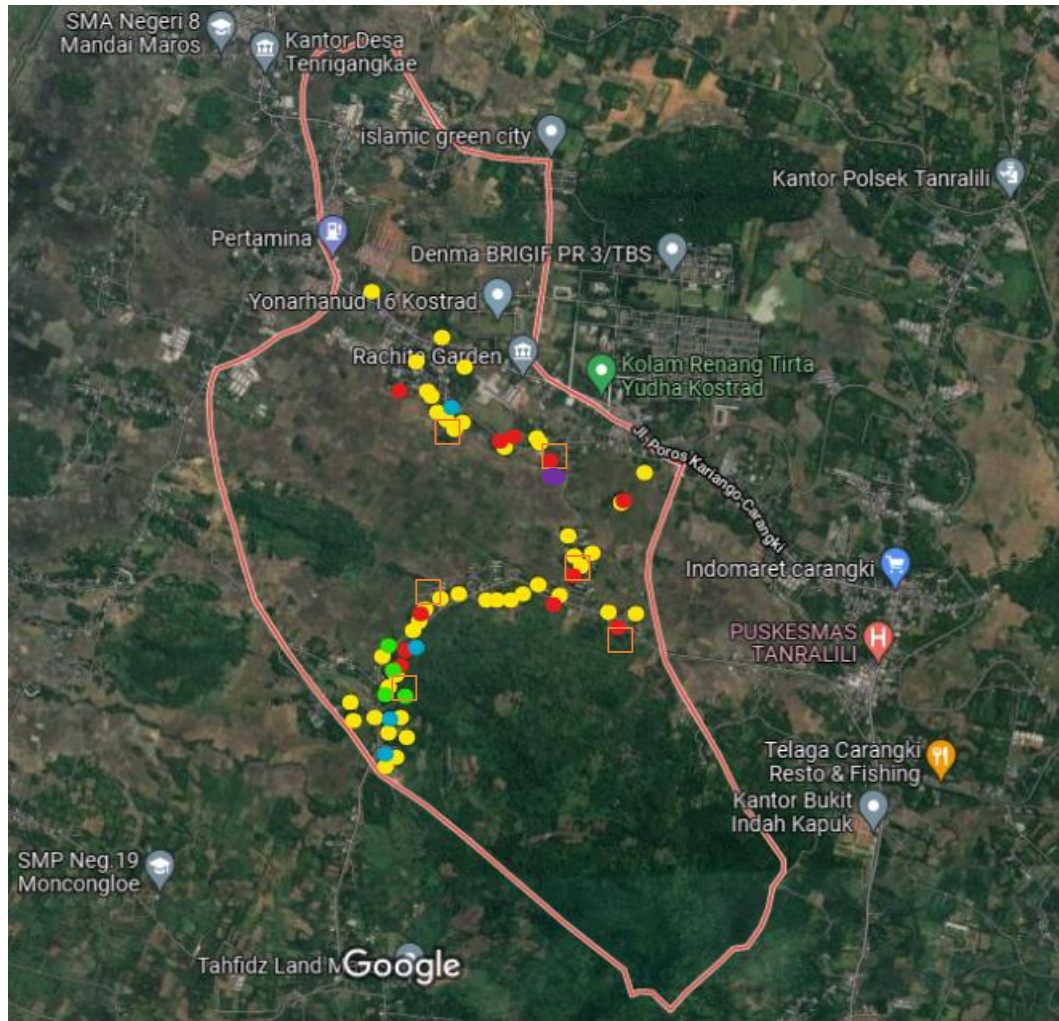 SMA Negeri 8
Mandai Maros
Kantor Desa
Tenrigangkae
islamic green city
Kantor Polsek Tanralili
Pertamina
Denma BRIGIF PR 3/TBS
Yonarhanud 16 Kostrad
Rachita Garden
Kolam Renang Tirta
Yudha Kostrad
Jl. Poros Kariango-Carangki
Indomaret carangki
PUSKESMAS
TANRALILI
H
Telaga Carangki
Resto & Fishing
Kantor Bukit
Indah Kapuk
SMP Neg.19
Moncongloe
Tahfidz Land
Google